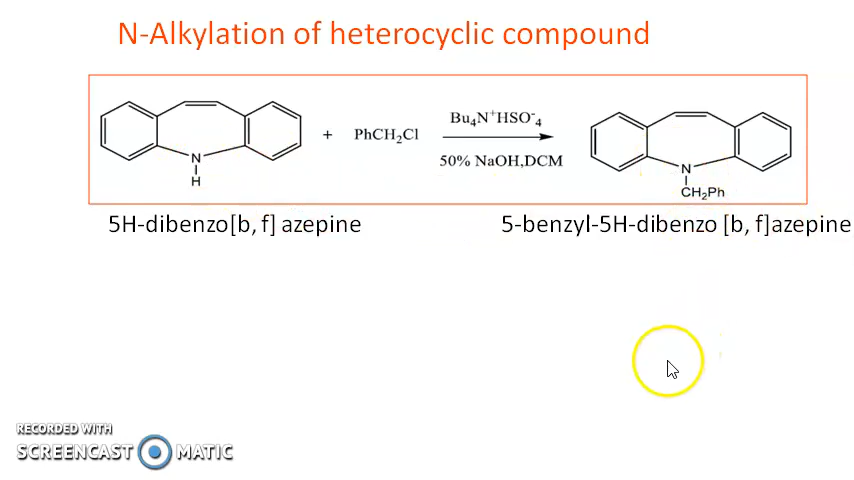 N-Alkylation of heterocyclic compound
+ PhCH2Cl
Bu4N+HSO-4
50% NaOH,DCM
N
H
N
CH2Ph
5H-dibenzo[b, f] azepine
5-benzyl-5H-dibenzo [b, f]azepine
RECORDED WITH
SCREENCAST MATIC